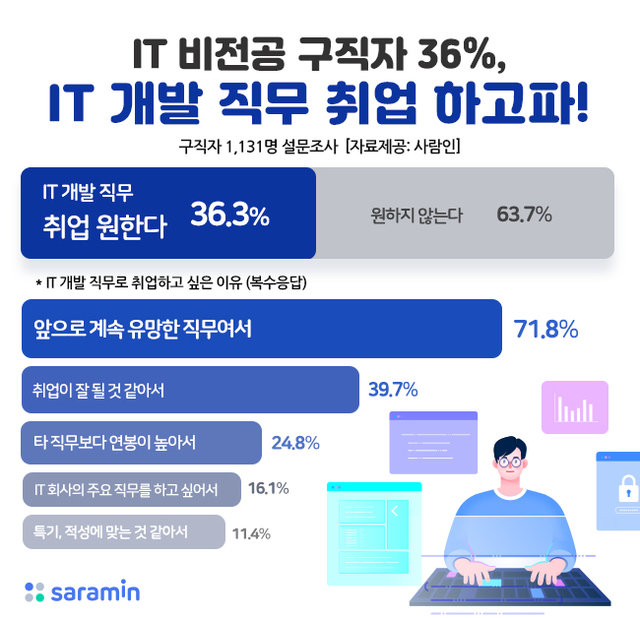 IT 비전공 구직자 36%,
IT 개발 직무 취업 하고파!
구직자 1,131명 설문조사 [자료제공: 사람인]
IT 개발 직무
취업 원한다 36.3%
원하지 않는다 63.7%
* IT 개발 직무로 취업하고 싶은 이유 (복수응답)
앞으로 계속 유망한 직무여서 71.8%
취업이 잘 될 것 같아서 39.7%
타 직무보다 연봉이 높아서 24.8%
IT 회사의 주요 직무를 하고 싶어서 16.1%
특기, 적성에 맞는 것 같아서 11.4%
saramin